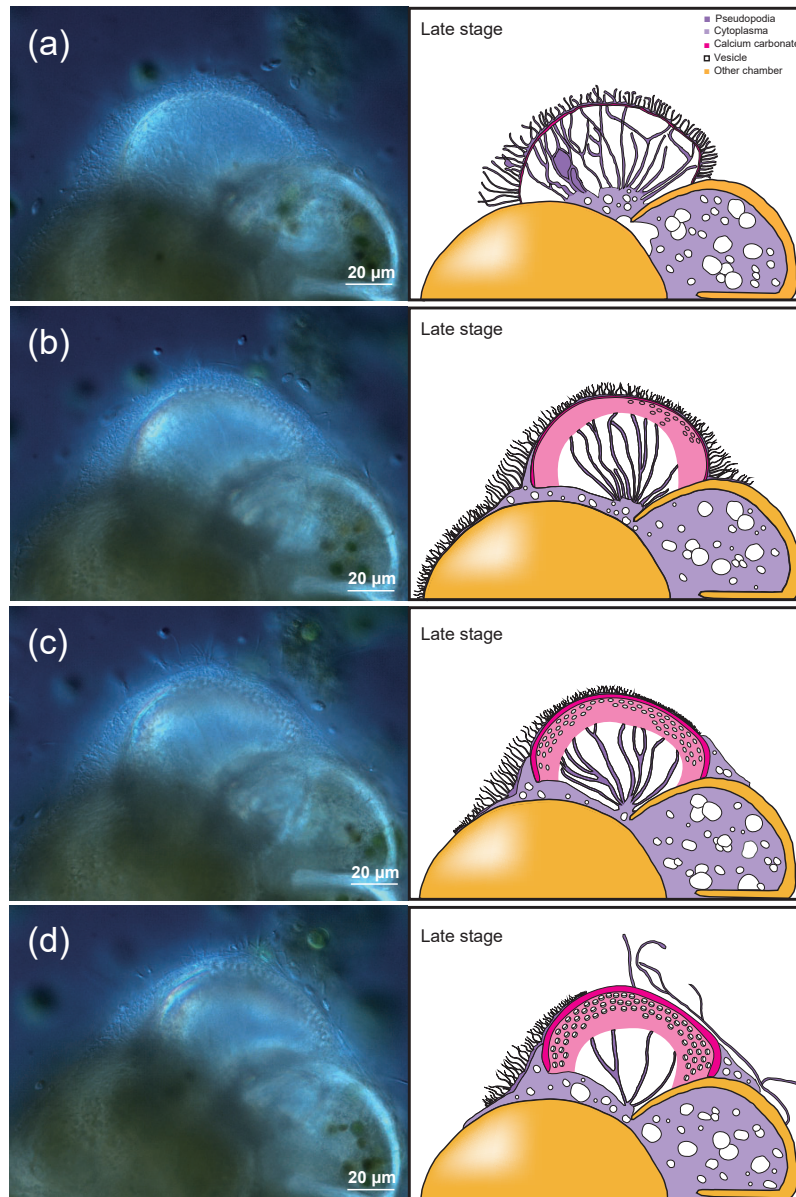 (a)
20 µm
Late stage
Pseudopodia
Cytoplasma
Calcium carbonate
Vesicle
Other chamber
(b)
20 µm
Late stage
(c)
20 µm
Late stage
(d)
20 µm
Late stage